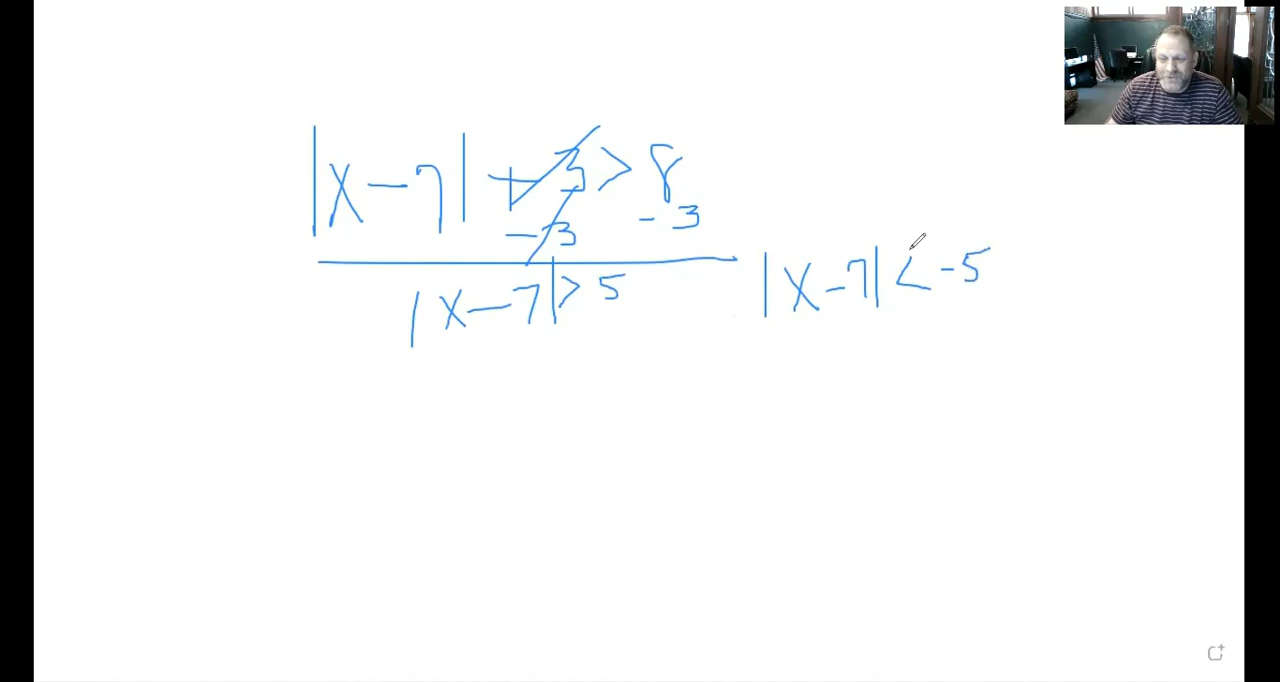 |x-7| + 3 > 8
-3 -3
|x-7| > 5
|x-7| < -5